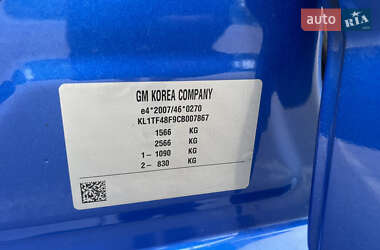 auto RIA
GM KOREA COMPANY
e4*2007/46*0270
KL1TF48F9CB007867
1566 KG
2566 KG
1– 1090 KG
2– 830 KG